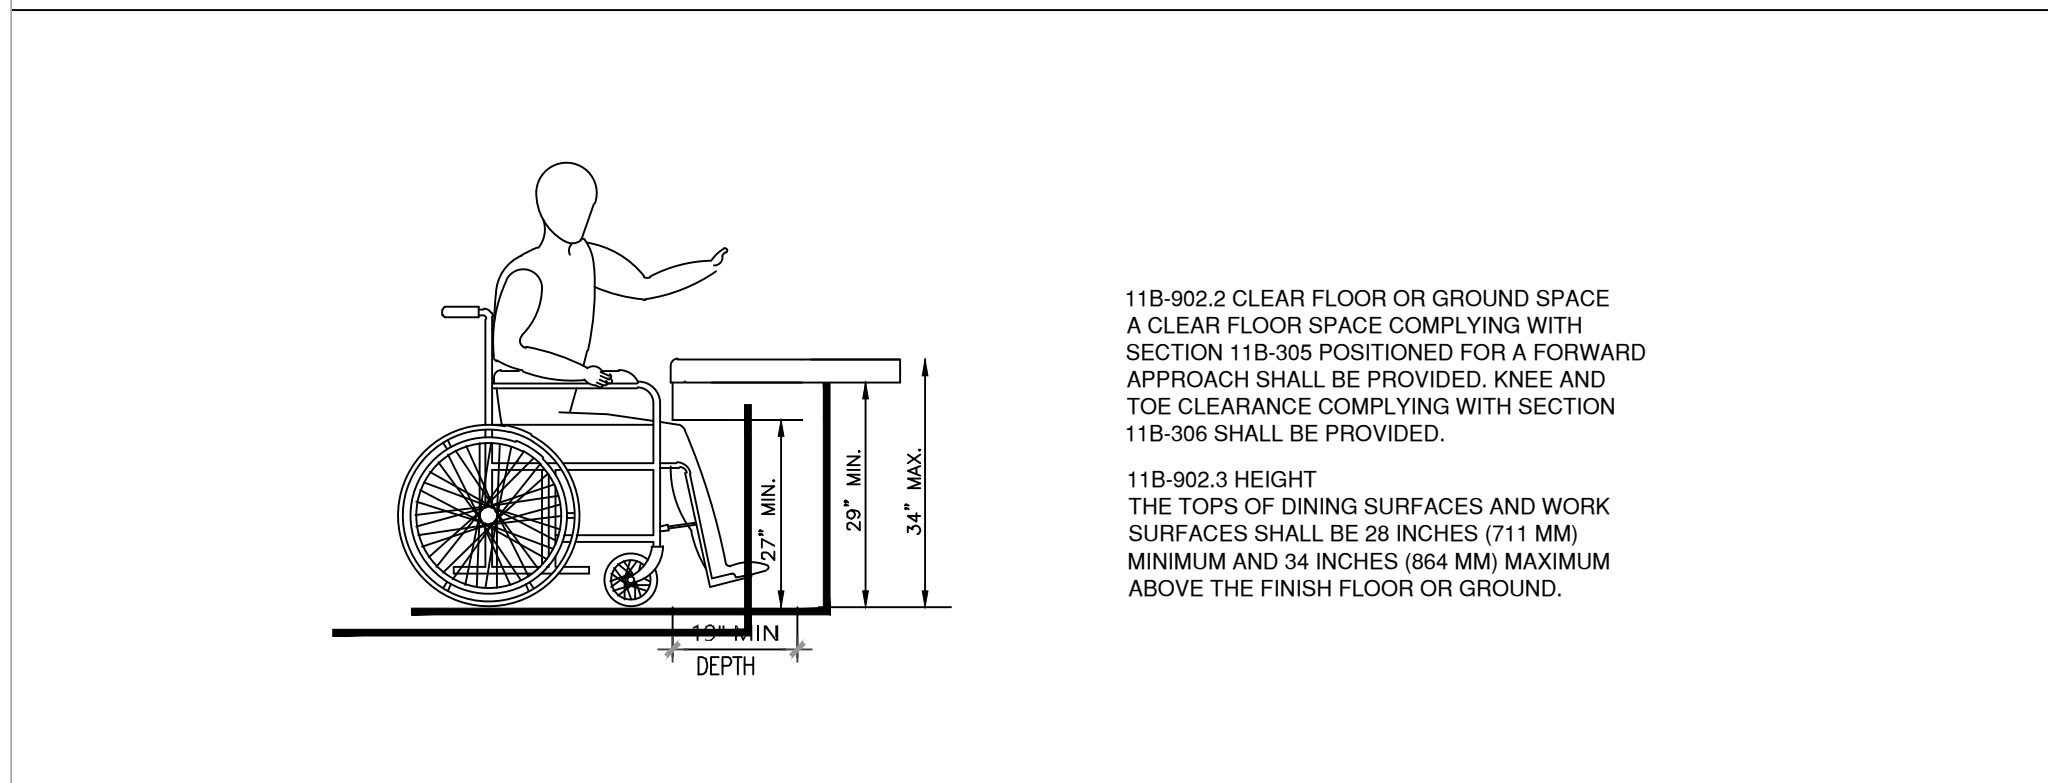 11B-902.2 CLEAR FLOOR OR GROUND SPACE
A CLEAR FLOOR SPACE COMPLYING WITH
SECTION 11B-305 POSITIONED FOR A FORWARD
APPROACH SHALL BE PROVIDED. KNEE AND
TOE CLEARANCE COMPLYING WITH SECTION
11B-306 SHALL BE PROVIDED.
11B-902.3 HEIGHT
THE TOPS OF DINING SURFACES AND WORK
SURFACES SHALL BE 28 INCHES (711 MM)
MINIMUM AND 34 INCHES (864 MM) MAXIMUM
ABOVE THE FINISH FLOOR OR GROUND.
27" MIN.
29" MIN.
34" MAX.
19" MIN
DEPTH